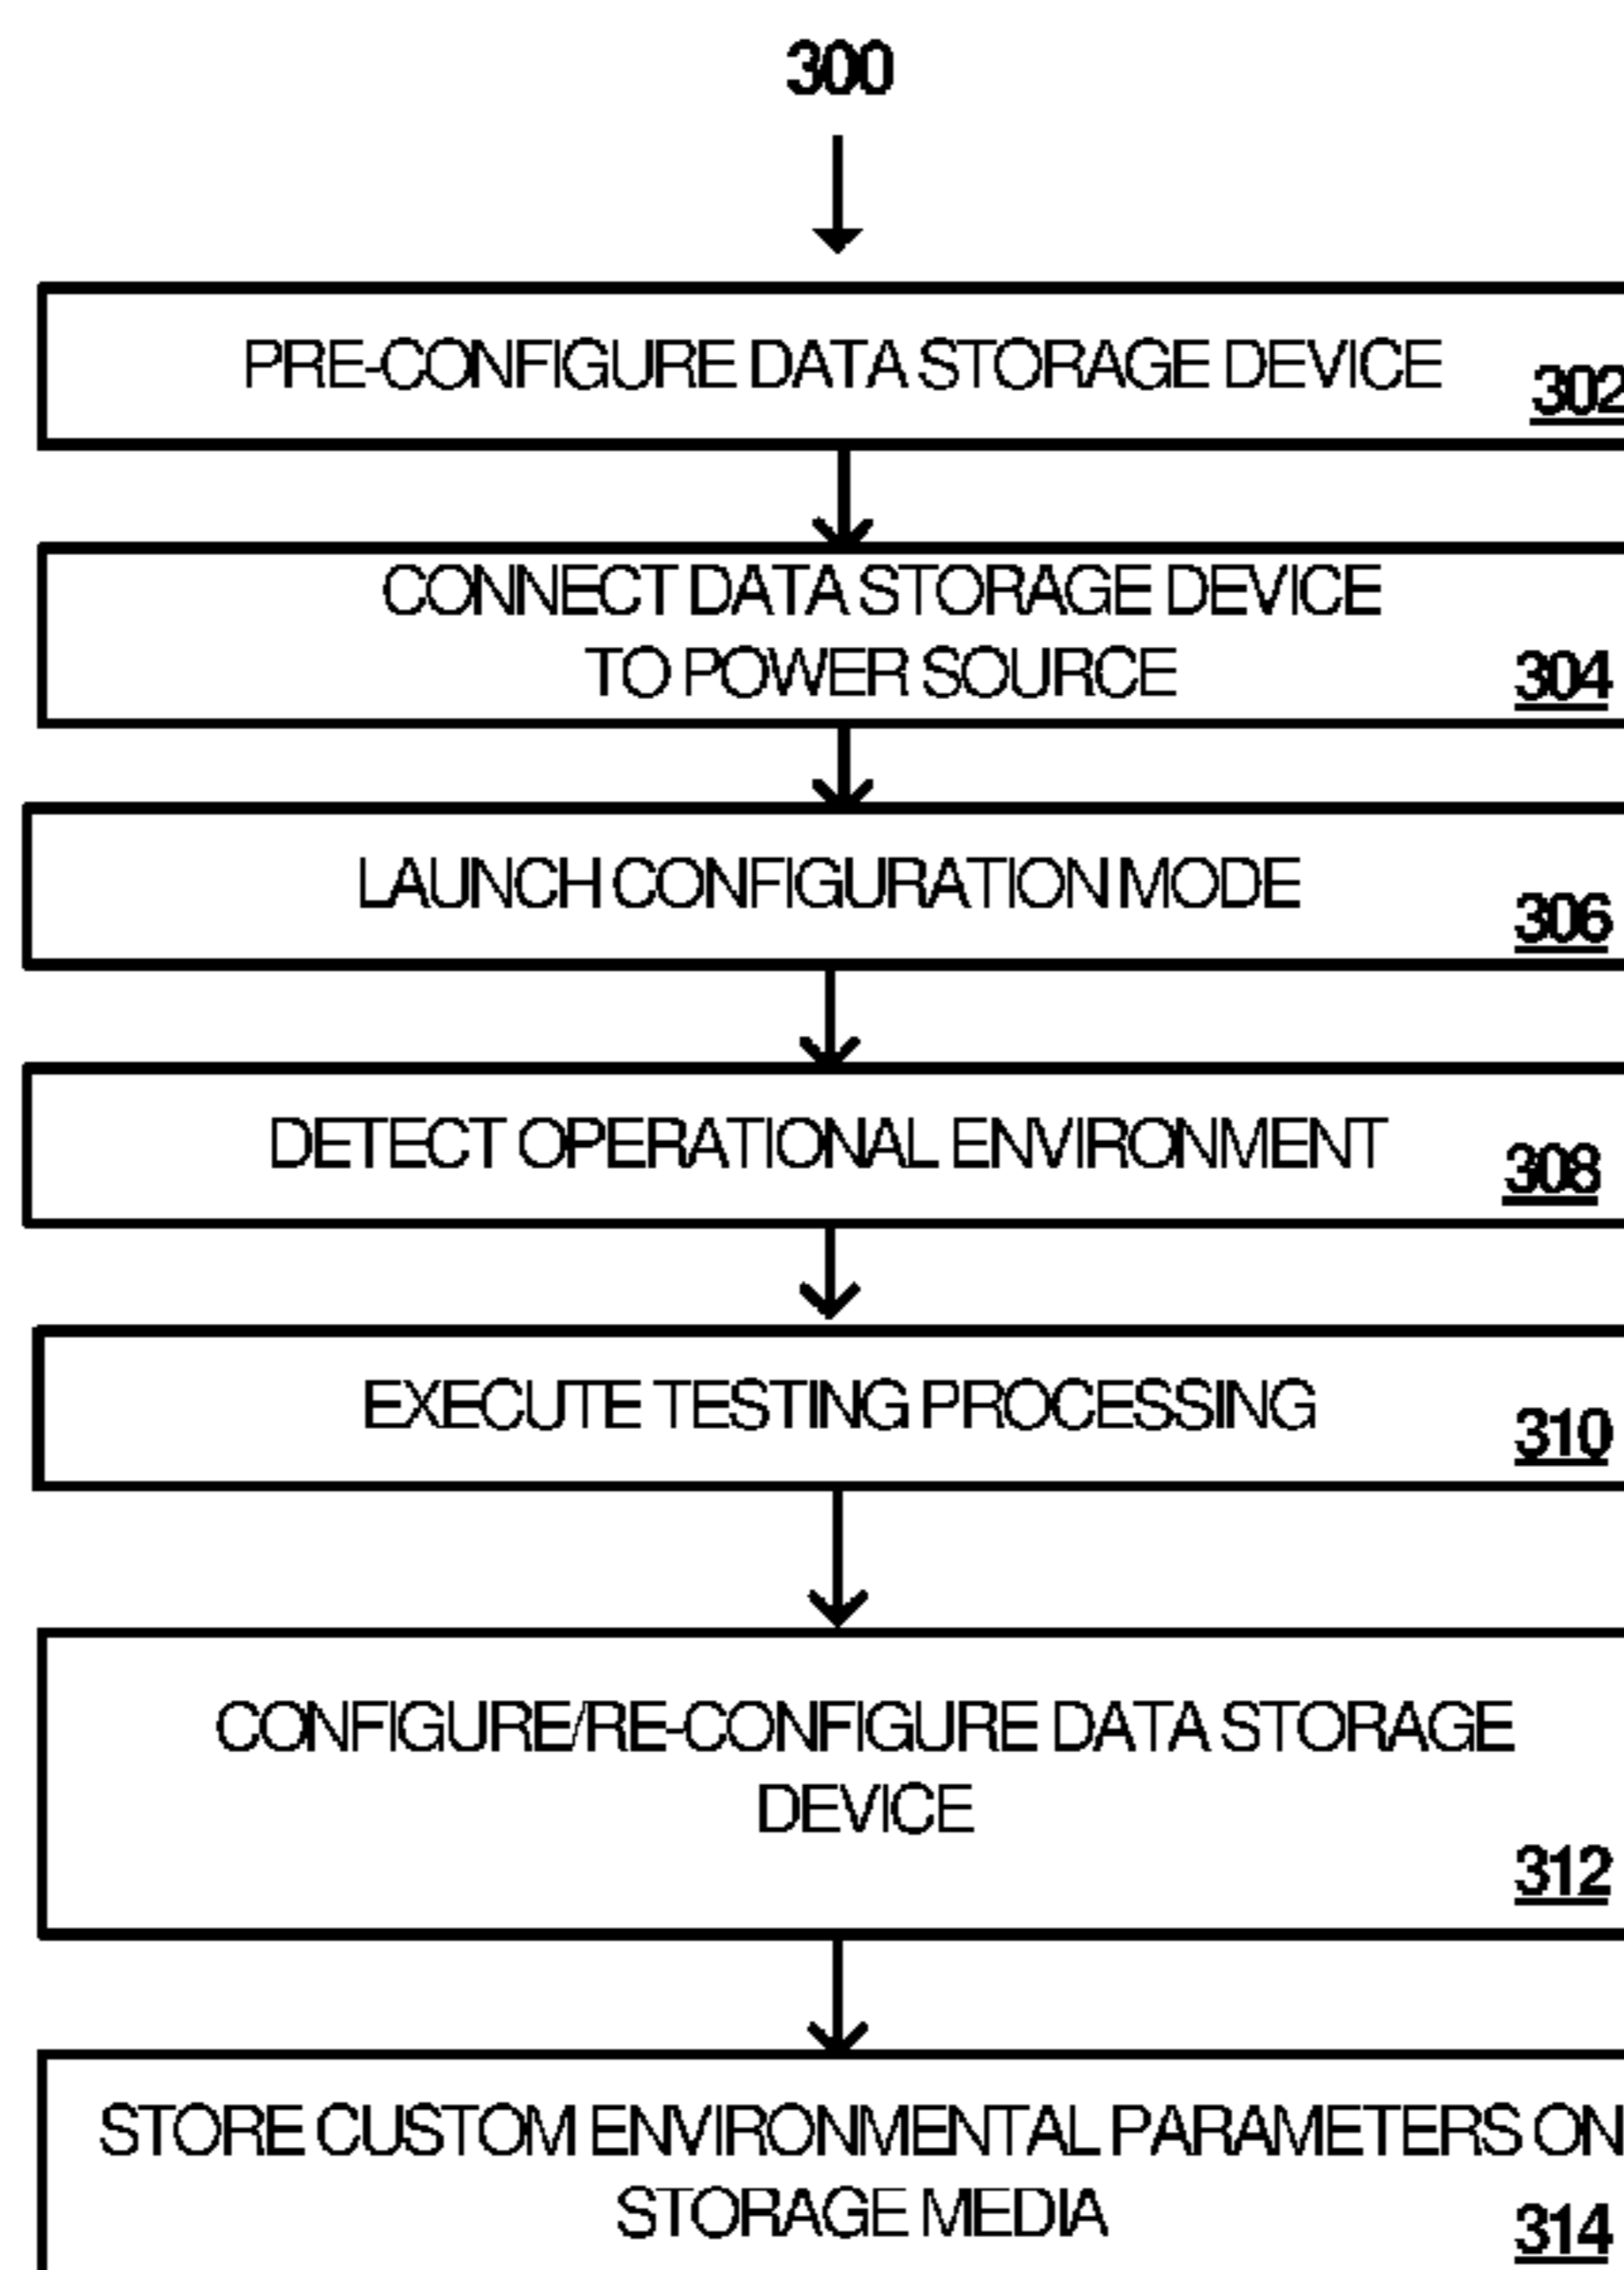 300
PRE-CONFIGURE DATA STORAGE DEVICE
302
CONNECT DATA STORAGE DEVICE
TO POWER SOURCE
304
LAUNCH CONFIGURATION MODE
306
DETECT OPERATIONAL ENVIRONMENT
308
EXECUTE TESTING PROCESSING
310
CONFIGURE/RE-CONFIGURE DATA STORAGE
DEVICE
312
STORE CUSTOM ENVIRONMENTAL PARAMETERS ON
STORAGE MEDIA
314